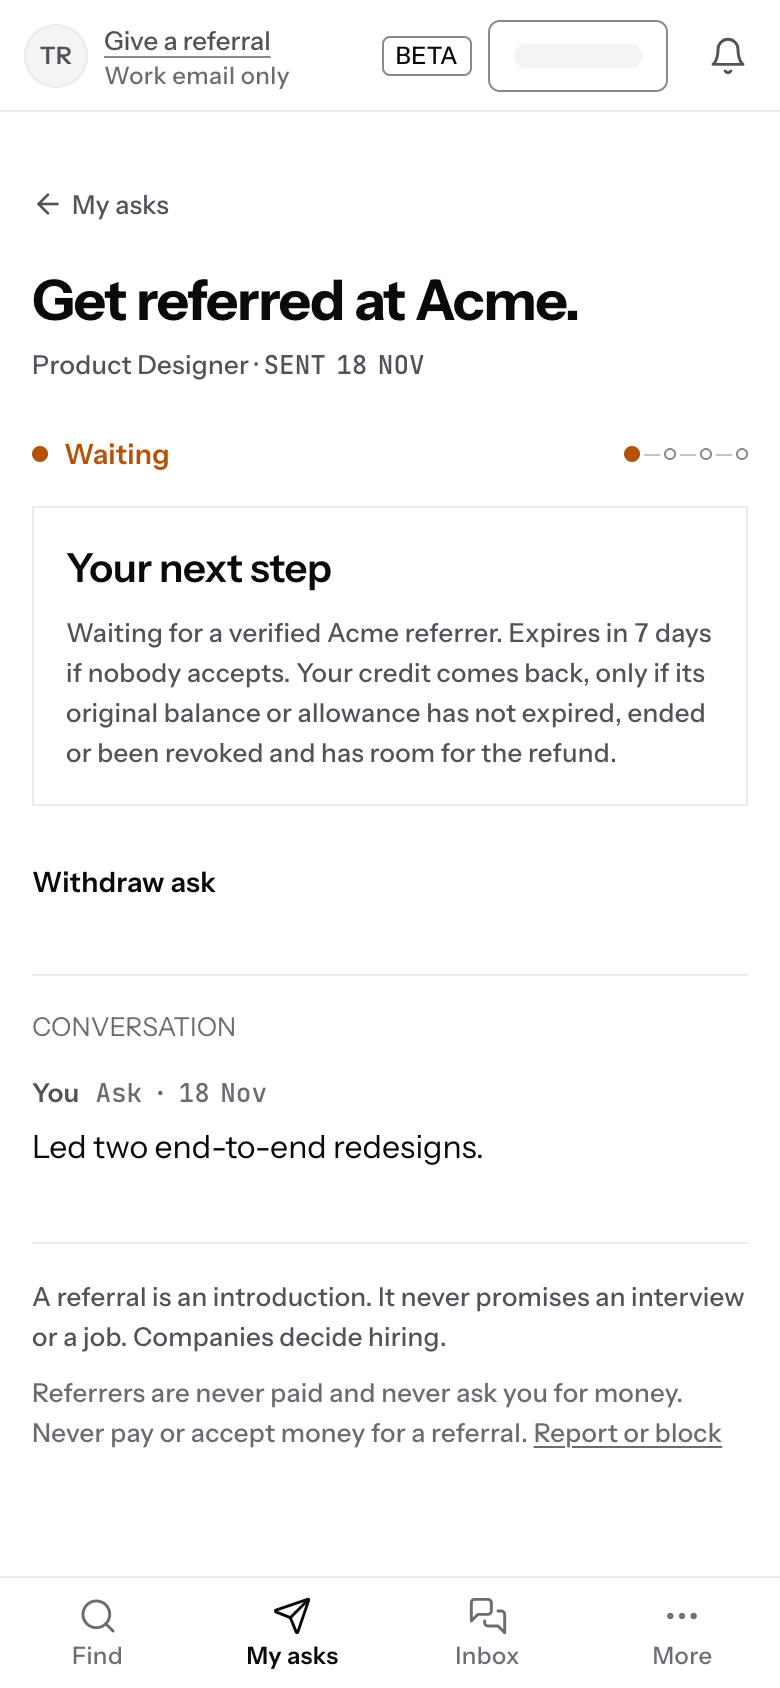 TR
Give a referral
Work email only
BETA
My asks
Get referred at Acme.
Product Designer · SENT 18 NOV
Waiting
Your next step
Waiting for a verified Acme referrer. Expires in 7 days
if nobody accepts. Your credit comes back, only if its
original balance or allowance has not expired, ended
or been revoked and has room for the refund.
Withdraw ask
CONVERSATION
You Ask · 18 Nov
Led two end-to-end redesigns.
A referral is an introduction. It never promises an interview
or a job. Companies decide hiring.
Referrers are never paid and never ask you for money.
Never pay or accept money for a referral. Report or block
Find
My asks
Inbox
More